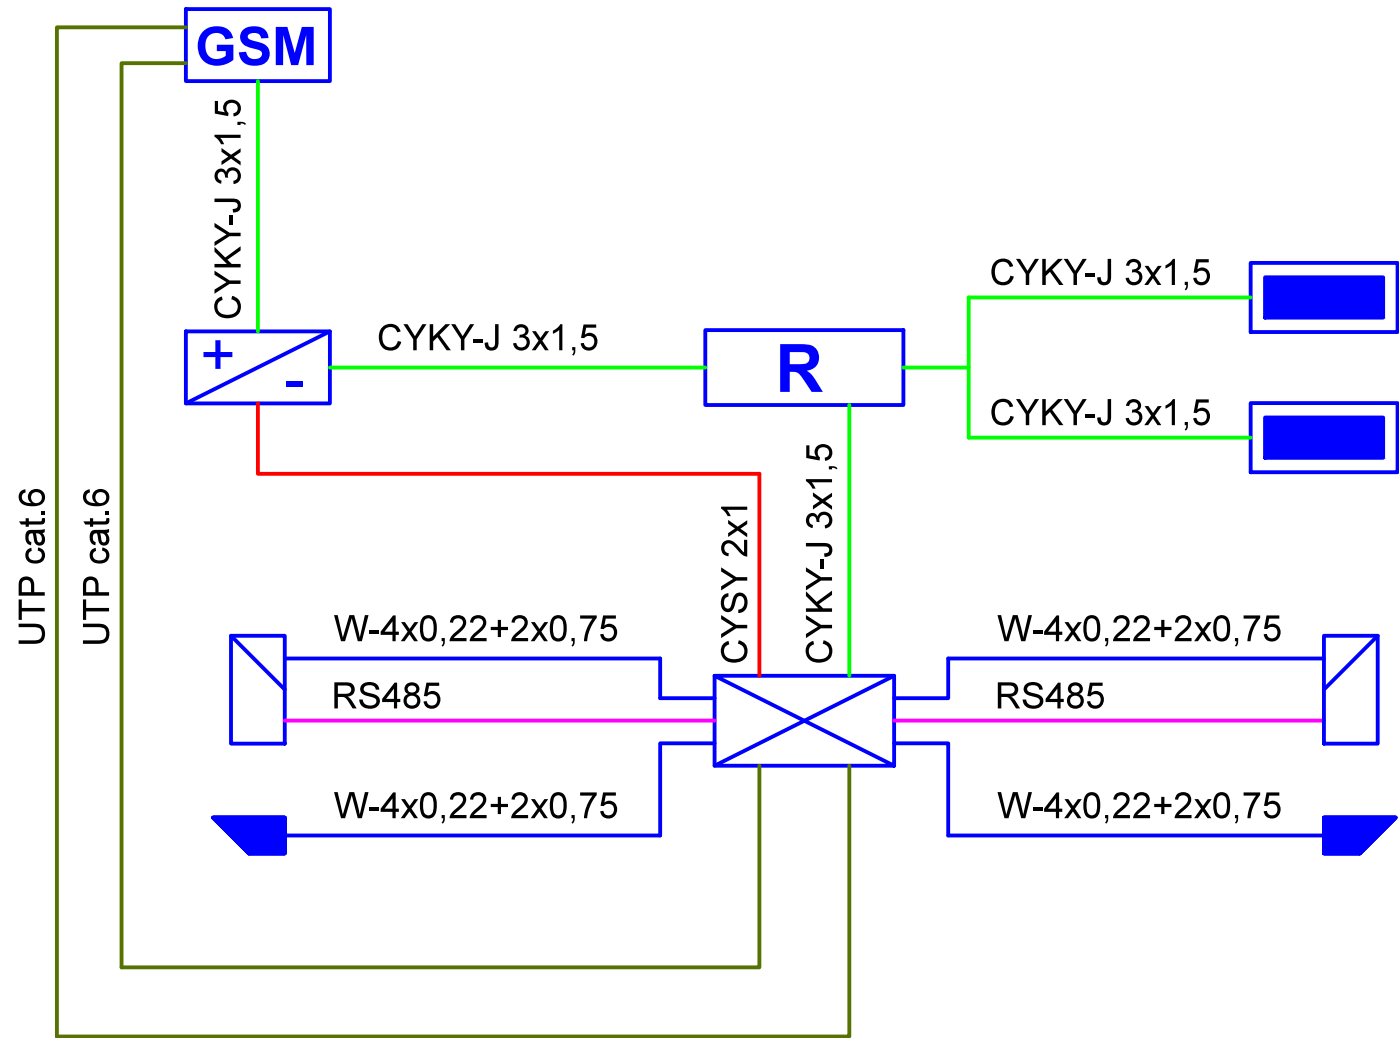 GSM
CYKY-J 3x1,5
CYKY-J 3x1,5
+
-
CYKY-J 3x1,5
R
CYKY-J 3x1,5
UTP cat.6
UTP cat.6
CYSY 2x1
CYKY-J 3x1,5
W-4x0,22+2x0,75
W-4x0,22+2x0,75
RS485
RS485
W-4x0,22+2x0,75
W-4x0,22+2x0,75